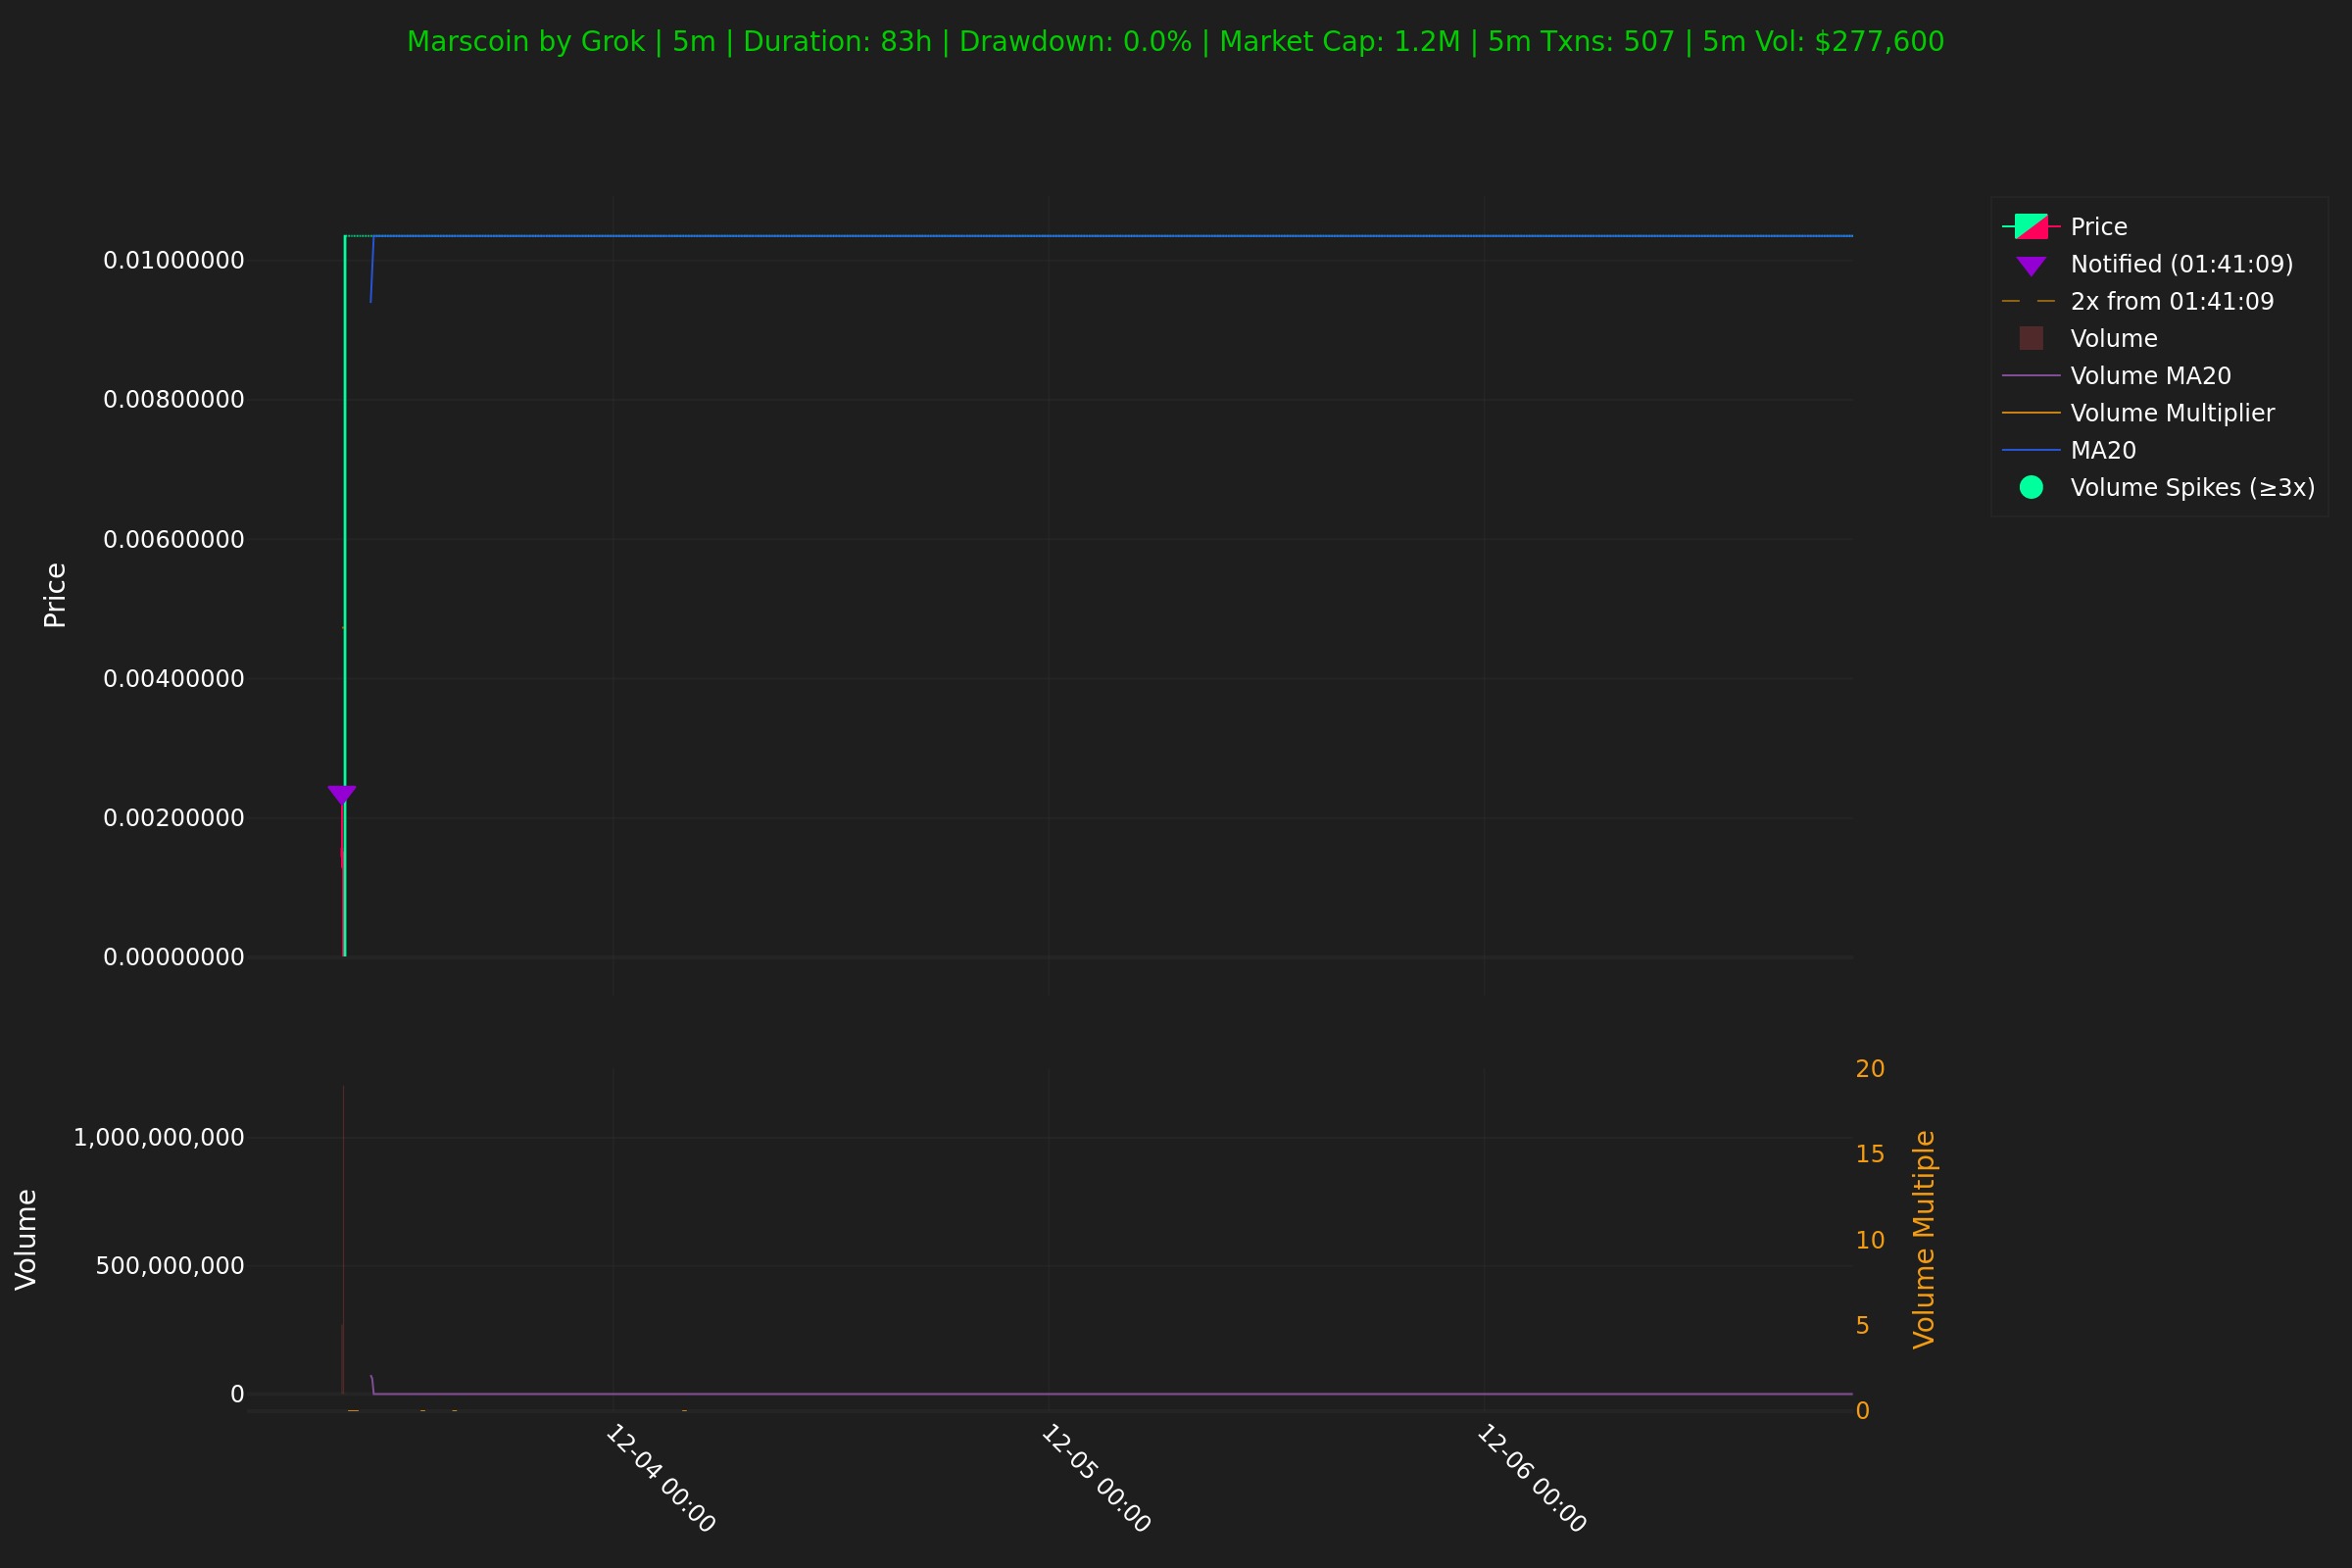 Marscoin by Grok | 5m | Duration: 83h | Drawdown: 0.0% | Market Cap: 1.2M | 5m Txns: 507 | 5m Vol: $277,600
Price
0.01000000
0.00800000
0.00600000
0.00400000
0.00200000
0.00000000
Price
Notified (01:41:09)
2x from 01:41:09
Volume
Volume MA20
Volume Multiplier
MA20
Volume Spikes (≥3x)
Volume
1,000,000,000
500,000,000
0
20
15
10
5
0
Volume Multiple
12-04 00:00
12-05 00:00
12-06 00:00